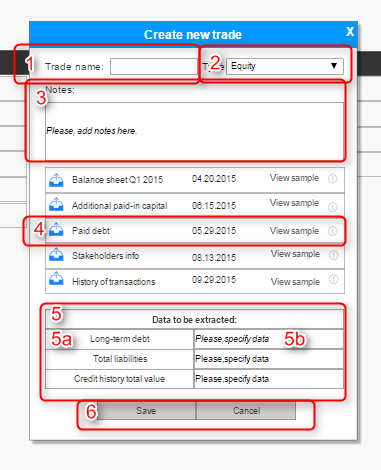 Create new trade X
1 Trade name: 2 Equity ▼
3 Notes:
Please, add notes here.
Balance sheet Q1 2015 04.20.2015 View sample
Additional paid-in capital 06.15.2015 View sample
4 Paid debt 05.29.2015 View sample
Stakeholders info 08.13.2015 View sample
History of transactions 09.29.2015 View sample
5 Data to be extracted:
5a Long-term debt Please,specify data 5b
Total liabilities Please,specify data
Credit history total value Please,specify data
6 Save Cancel